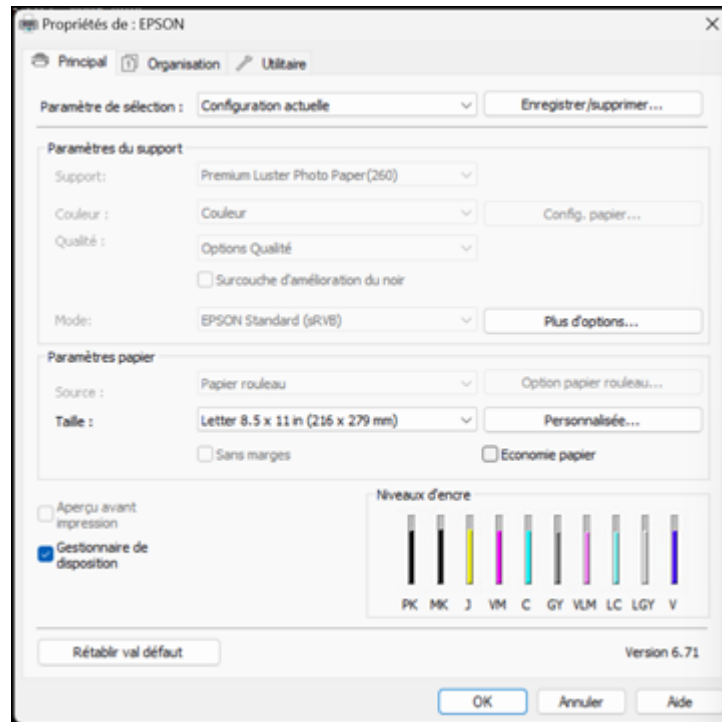 Propriétés de : EPSON
Principal Organisation Utilitaire
Paramètre de sélection : Configuration actuelle Enregistrer/supprimer...
Paramètres du support
Support: Premium Luster Photo Paper(260)
Couleur : Couleur Config. papier...
Qualité : Options Qualité
Surcouche d'amélioration du noir
Mode: EPSON Standard (sRVB) Plus d'options...
Paramètres papier
Source : Papier rouleau Option papier rouleau...
Taille : Letter 8.5 x 11 in (216 x 279 mm) Personnalisée...
Sans marges Economie papier
Aperçu avant
impression
Gestionnaire de
disposition
Niveaux d'encre
PK MK J VM C GY VLM LC LGY V
Rétablir val défaut Version 6.71
OK Annuler Aide